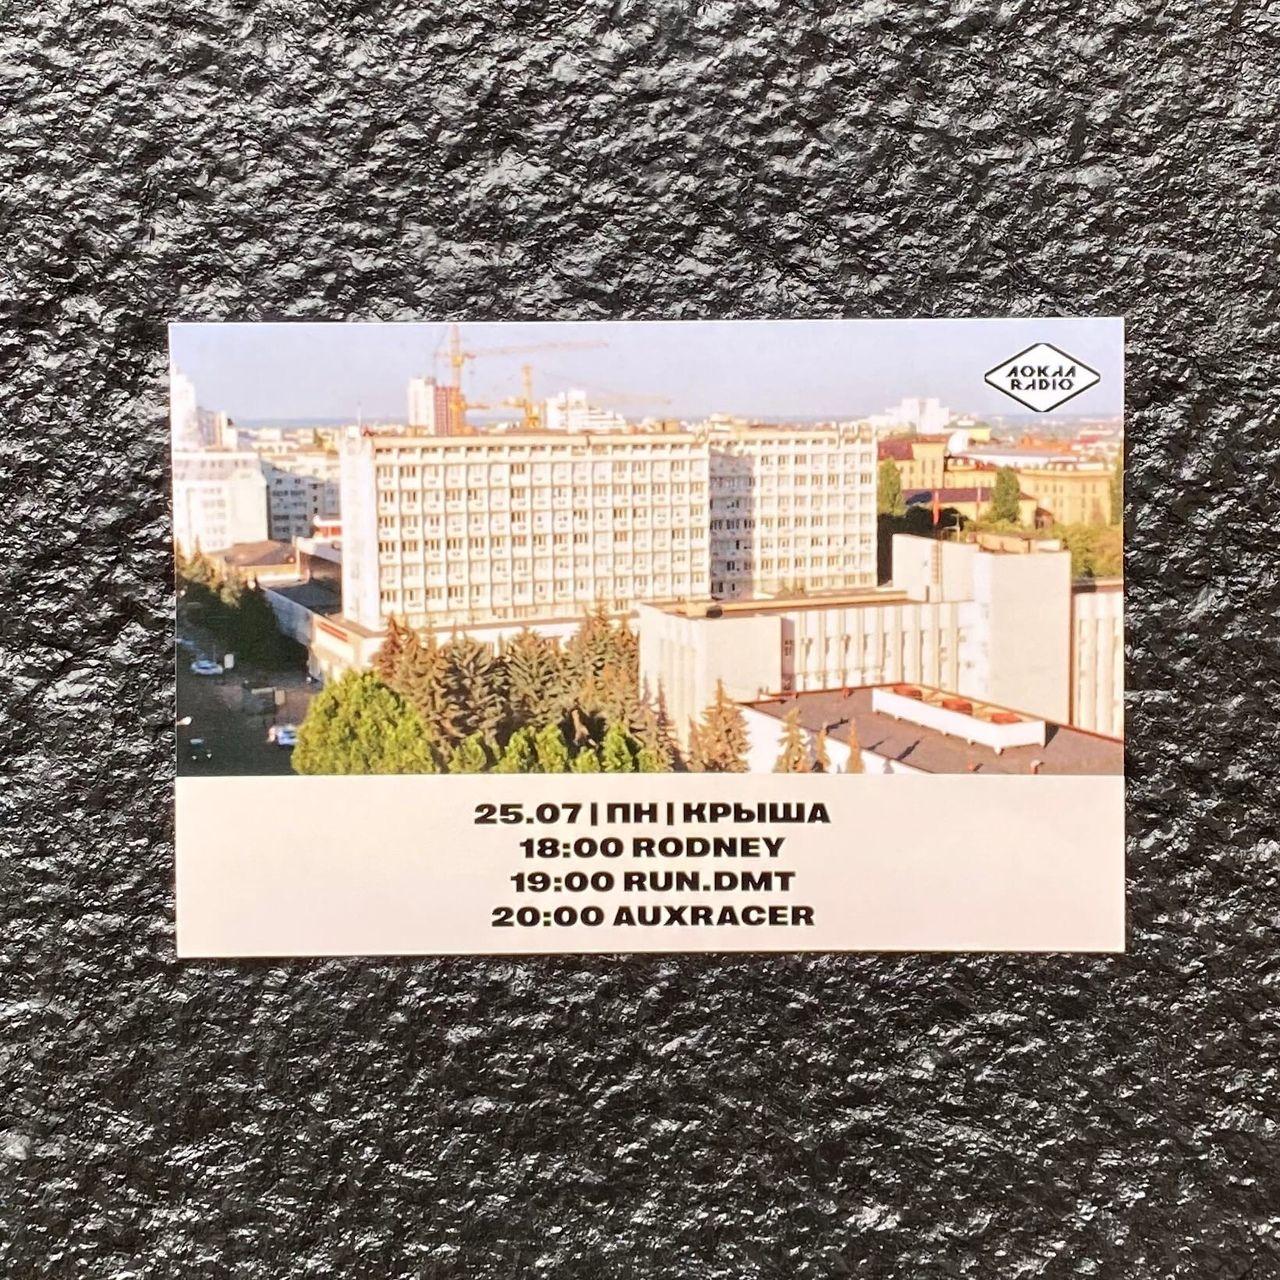 ЛОКАЛ
RADIO
25.07 | ПН | КРЫША
18:00 RODNEY
19:00 RUN.DMT
20:00 AUXRACER